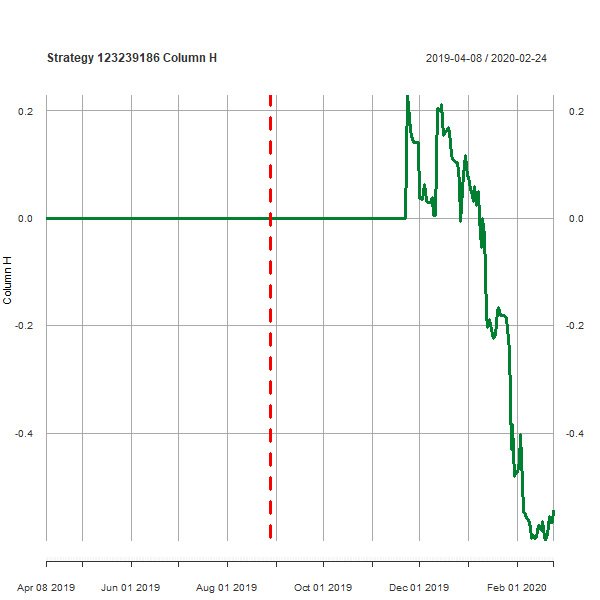 Strategy 123239186 Column H
2019-04-08 / 2020-02-24
0.2
0.2
0.0
0.0
Column H
-0.2
-0.2
-0.4
-0.4
Apr 08 2019
Jun 01 2019
Aug 01 2019
Oct 01 2019
Dec 01 2019
Feb 01 2020